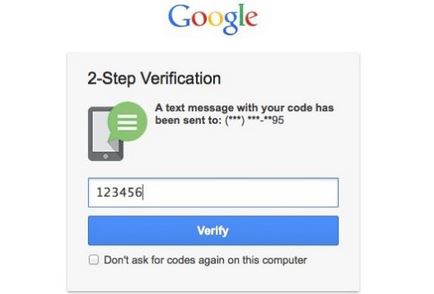 Google
2-Step Verification
A text message with your code has
been sent to: (***) ***-**95
123456
Verify
Don't ask for codes again on this computer